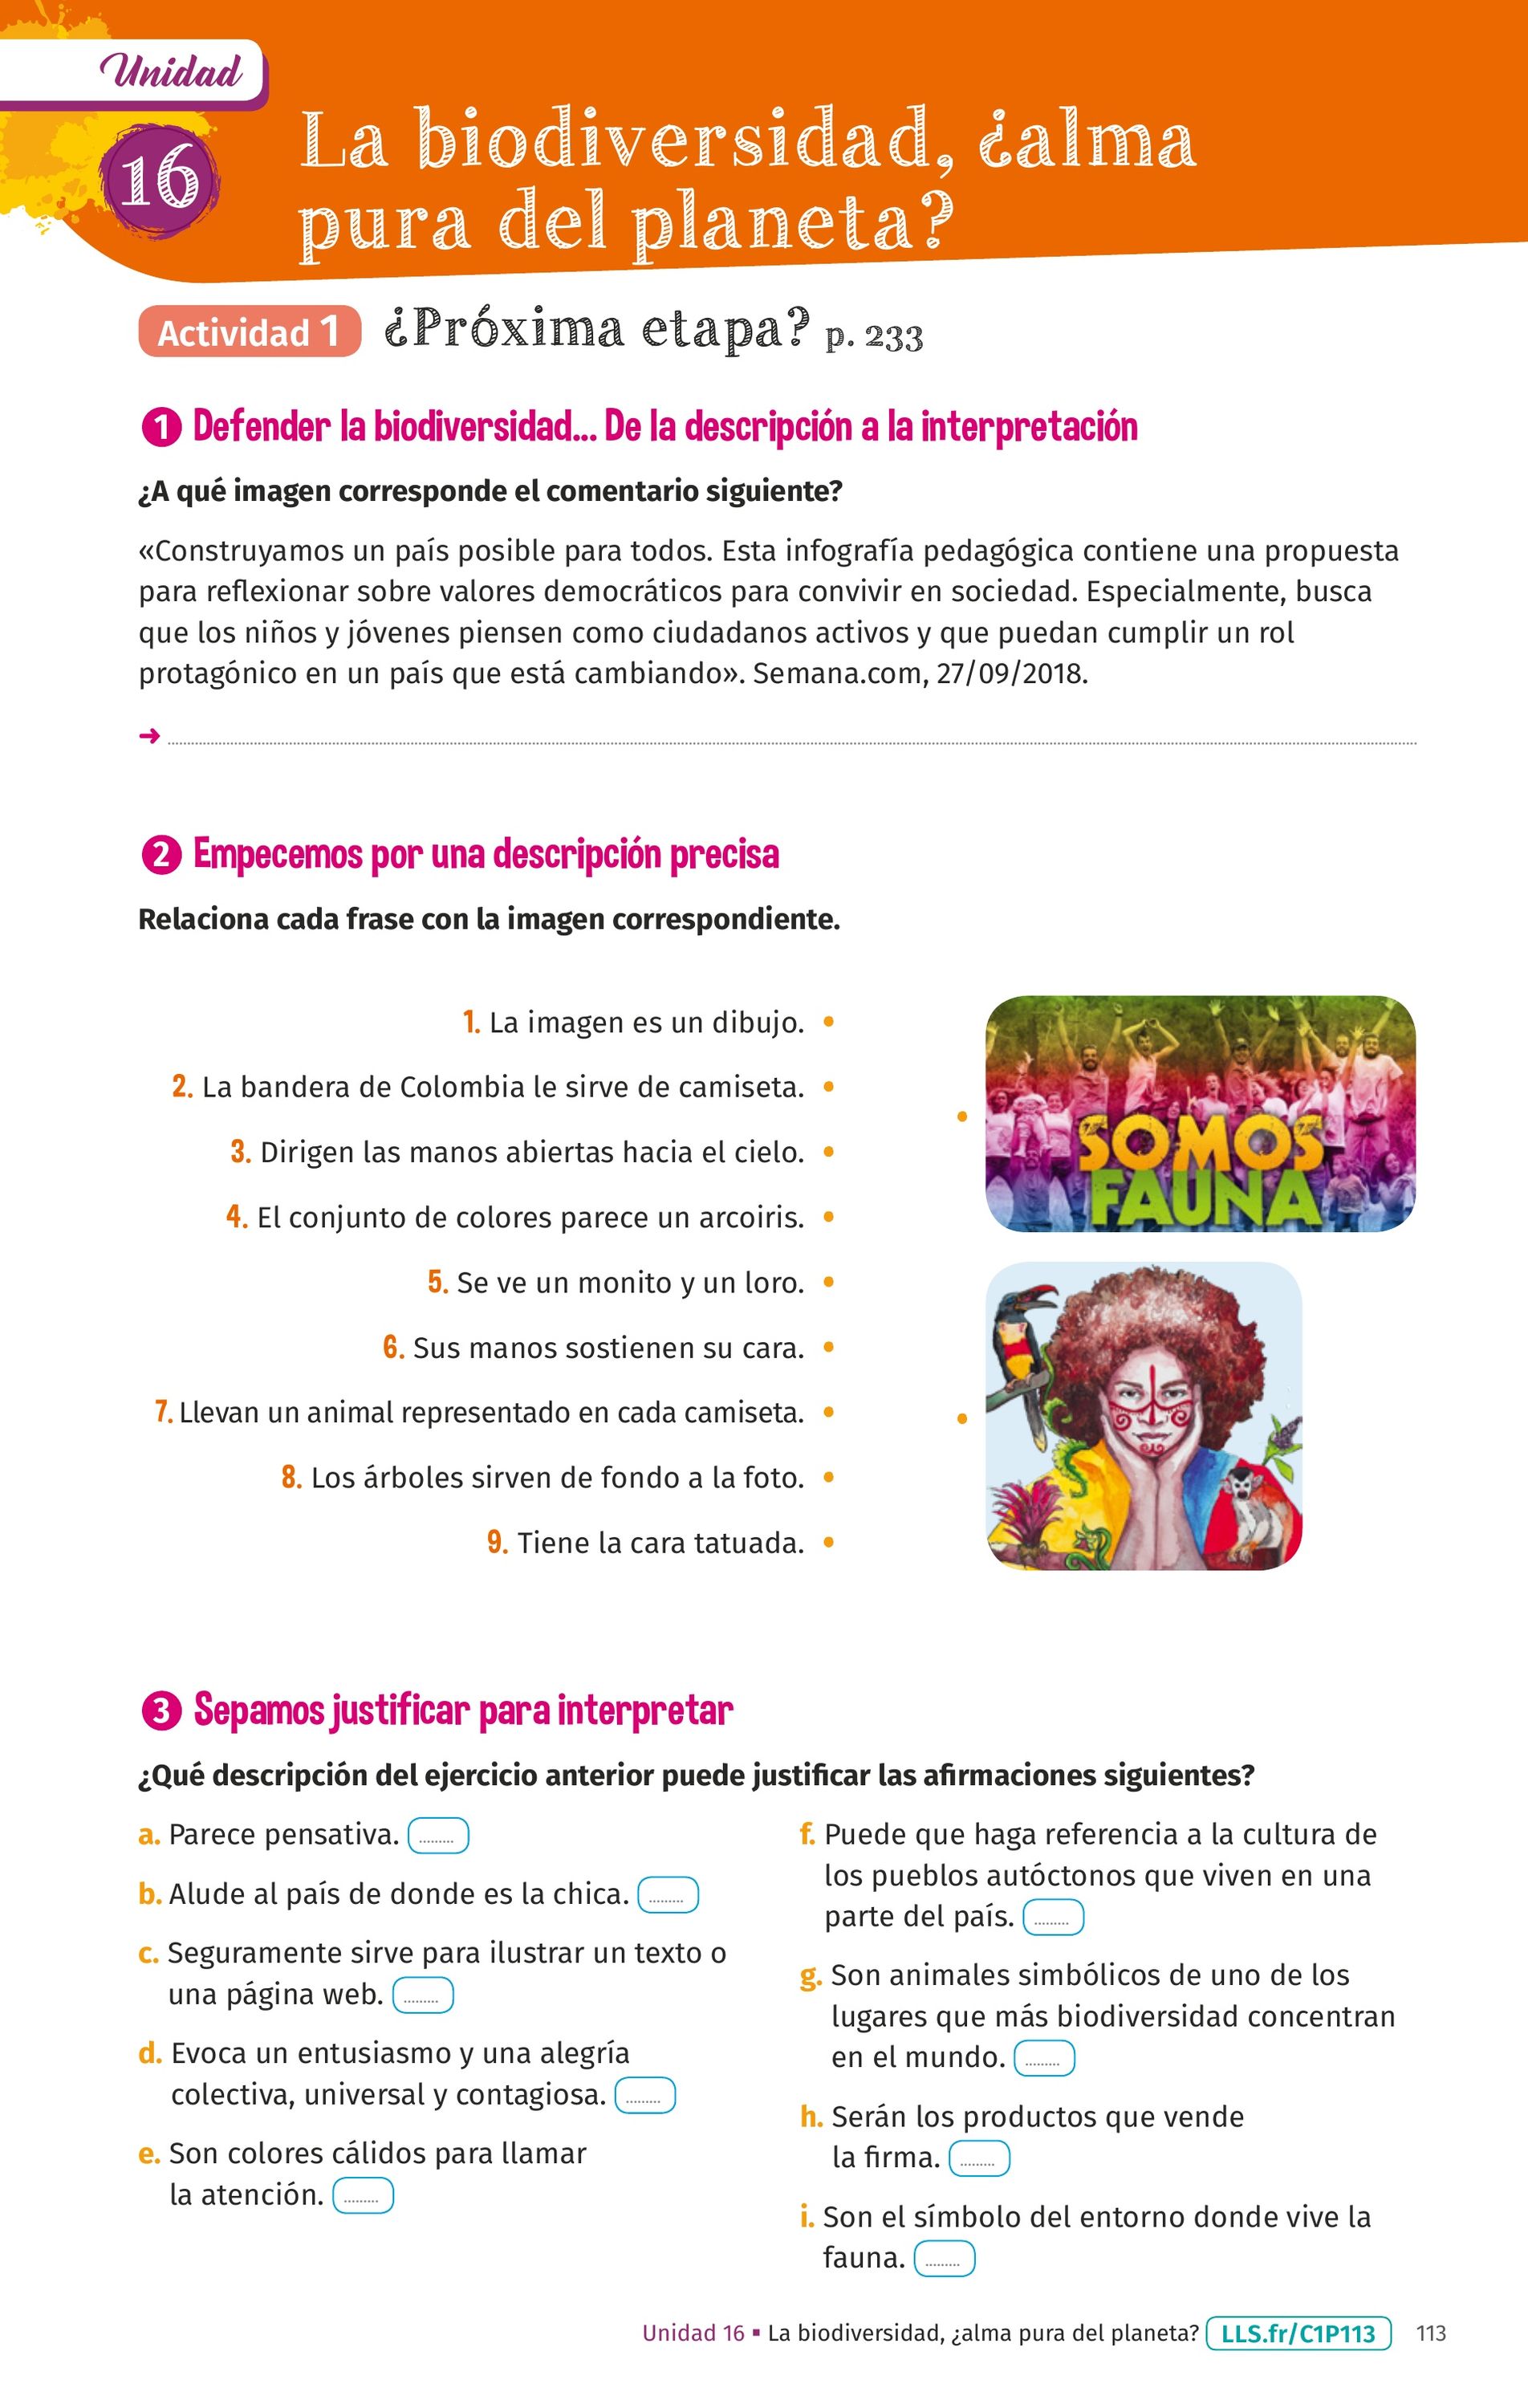 Unidad
16
La biodiversidad, ¿alma
pura del planeta?
Actividad 1 ¿Próxima etapa? p. 233
1 Defender la biodiversidad... De la descripción a la interpretación
¿A qué imagen corresponde el comentario siguiente?
«Construyamos un país posible para todos. Esta infografía pedagógica contiene una propuesta
para reflexionar sobre valores democráticos para convivir en sociedad. Especialmente, busca
que los niños y jóvenes piensen como ciudadanos activos y que puedan cumplir un rol
protagónico en un país que está cambiando». Semana.com, 27/09/2018.
2 Empecemos por una descripción precisa
Relaciona cada frase con la imagen correspondiente.
1. La imagen es un dibujo.
2. La bandera de Colombia le sirve de camiseta.
3. Dirigen las manos abiertas hacia el cielo.
4. El conjunto de colores parece un arcoiris.
5. Se ve un monito y un loro.
6. Sus manos sostienen su cara.
7. Llevan un animal representado en cada camiseta.
8. Los árboles sirven de fondo a la foto.
9. Tiene la cara tatuada.
SOMOS
FAUNA
3 Sepamos justificar para interpretar
¿Qué descripción del ejercicio anterior puede justificar las afirmaciones siguientes?
a. Parece pensativa. .........
b. Alude al país de donde es la chica. .........
c. Seguramente sirve para ilustrar un texto o
una página web. .........
d. Evoca un entusiasmo y una alegría
colectiva, universal y contagiosa. .........
e. Son colores cálidos para llamar
la atención. .........
f. Puede que haga referencia a la cultura de
los pueblos autóctonos que viven en una
parte del país. .........
g. Son animales simbólicos de uno de los
lugares que más biodiversidad concentran
en el mundo. .........
h. Serán los productos que vende
la firma. .........
i. Son el símbolo del entorno donde vive la
fauna. .........
Unidad 16 ▪ La biodiversidad, ¿alma pura del planeta? LLS.fr/C1P113 113